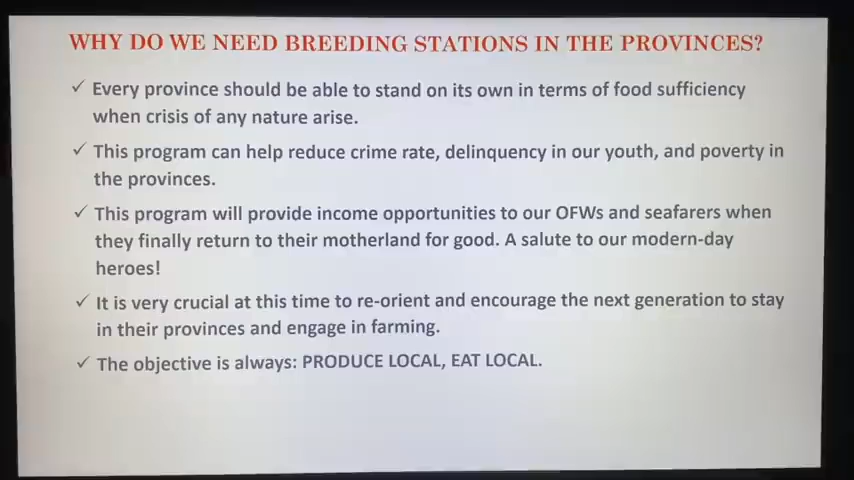 WHY DO WE NEED BREEDING STATIONS IN THE PROVINCES?
✓ Every province should be able to stand on its own in terms of food sufficiency
when crisis of any nature arise.
✓ This program can help reduce crime rate, delinquency in our youth, and poverty in
the provinces.
✓ This program will provide income opportunities to our OFWs and seafarers when
they finally return to their motherland for good. A salute to our modern-day
heroes!
✓ It is very crucial at this time to re-orient and encourage the next generation to stay
in their provinces and engage in farming.
✓ The objective is always: PRODUCE LOCAL, EAT LOCAL.